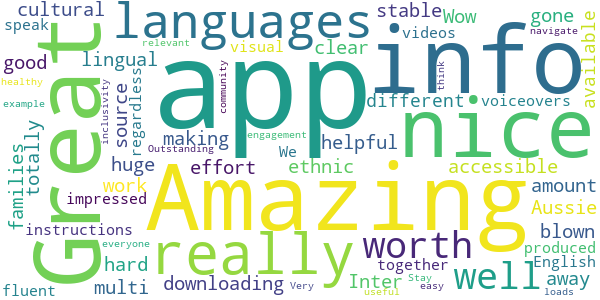 cultural
languages
stable
Wow
gone
speak
relevant
visual
clear
videos
good
lingual
info
available
healthy
Great
app
different
voiceovers
example
inclusivity
source
regardless
community
think
navigate
totally
making
engagement
helpful
nice
families
Outstanding
We
huge
effort
ethnic
accessible
impressed
work
Amazing
amount
Aussie
instructions
really
worth
blown
everyone
hard
together
produced
English
fluent
multi
downloading
Very
Inter
Stay
useful
easy
well
away
loads